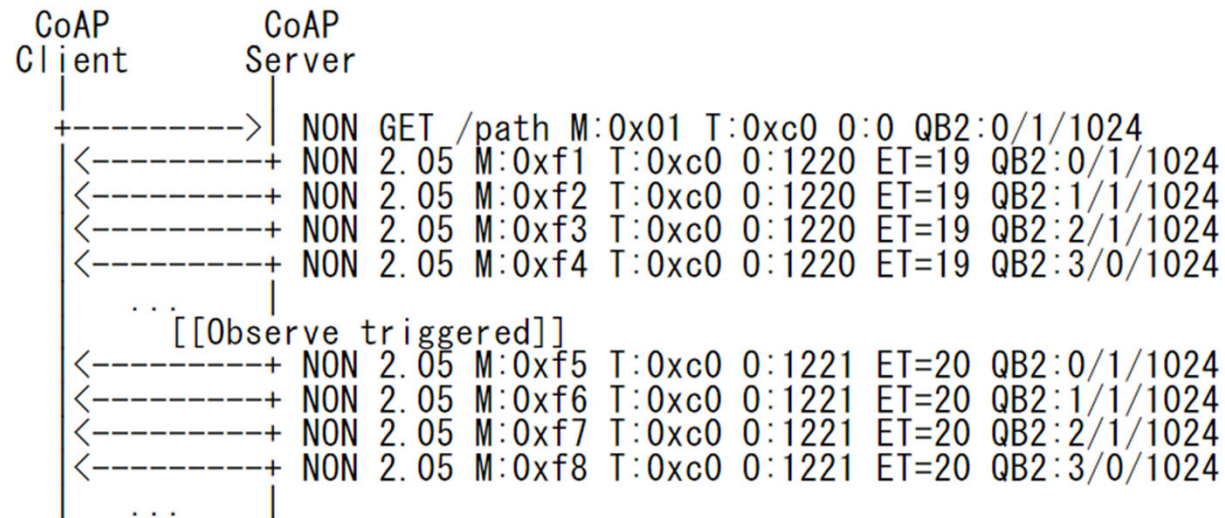 CoAP        CoAP
Client      Server
|          |
+--------->| NON GET /path M:0x01 T:0xc0 O:0 QB2:0/1/1024
|<---------+ NON 2.05 M:0xf1 T:0xc0 O:1220 ET=19 QB2:0/1/1024
|<---------+ NON 2.05 M:0xf2 T:0xc0 O:1220 ET=19 QB2:1/1/1024
|<---------+ NON 2.05 M:0xf3 T:0xc0 O:1220 ET=19 QB2:2/1/1024
|<---------+ NON 2.05 M:0xf4 T:0xc0 O:1220 ET=19 QB2:3/0/1024
|   ...    |
[[Observe triggered]]
|<---------+ NON 2.05 M:0xf5 T:0xc0 O:1221 ET=20 QB2:0/1/1024
|<---------+ NON 2.05 M:0xf6 T:0xc0 O:1221 ET=20 QB2:1/1/1024
|<---------+ NON 2.05 M:0xf7 T:0xc0 O:1221 ET=20 QB2:2/1/1024
|<---------+ NON 2.05 M:0xf8 T:0xc0 O:1221 ET=20 QB2:3/0/1024
|   ...    |